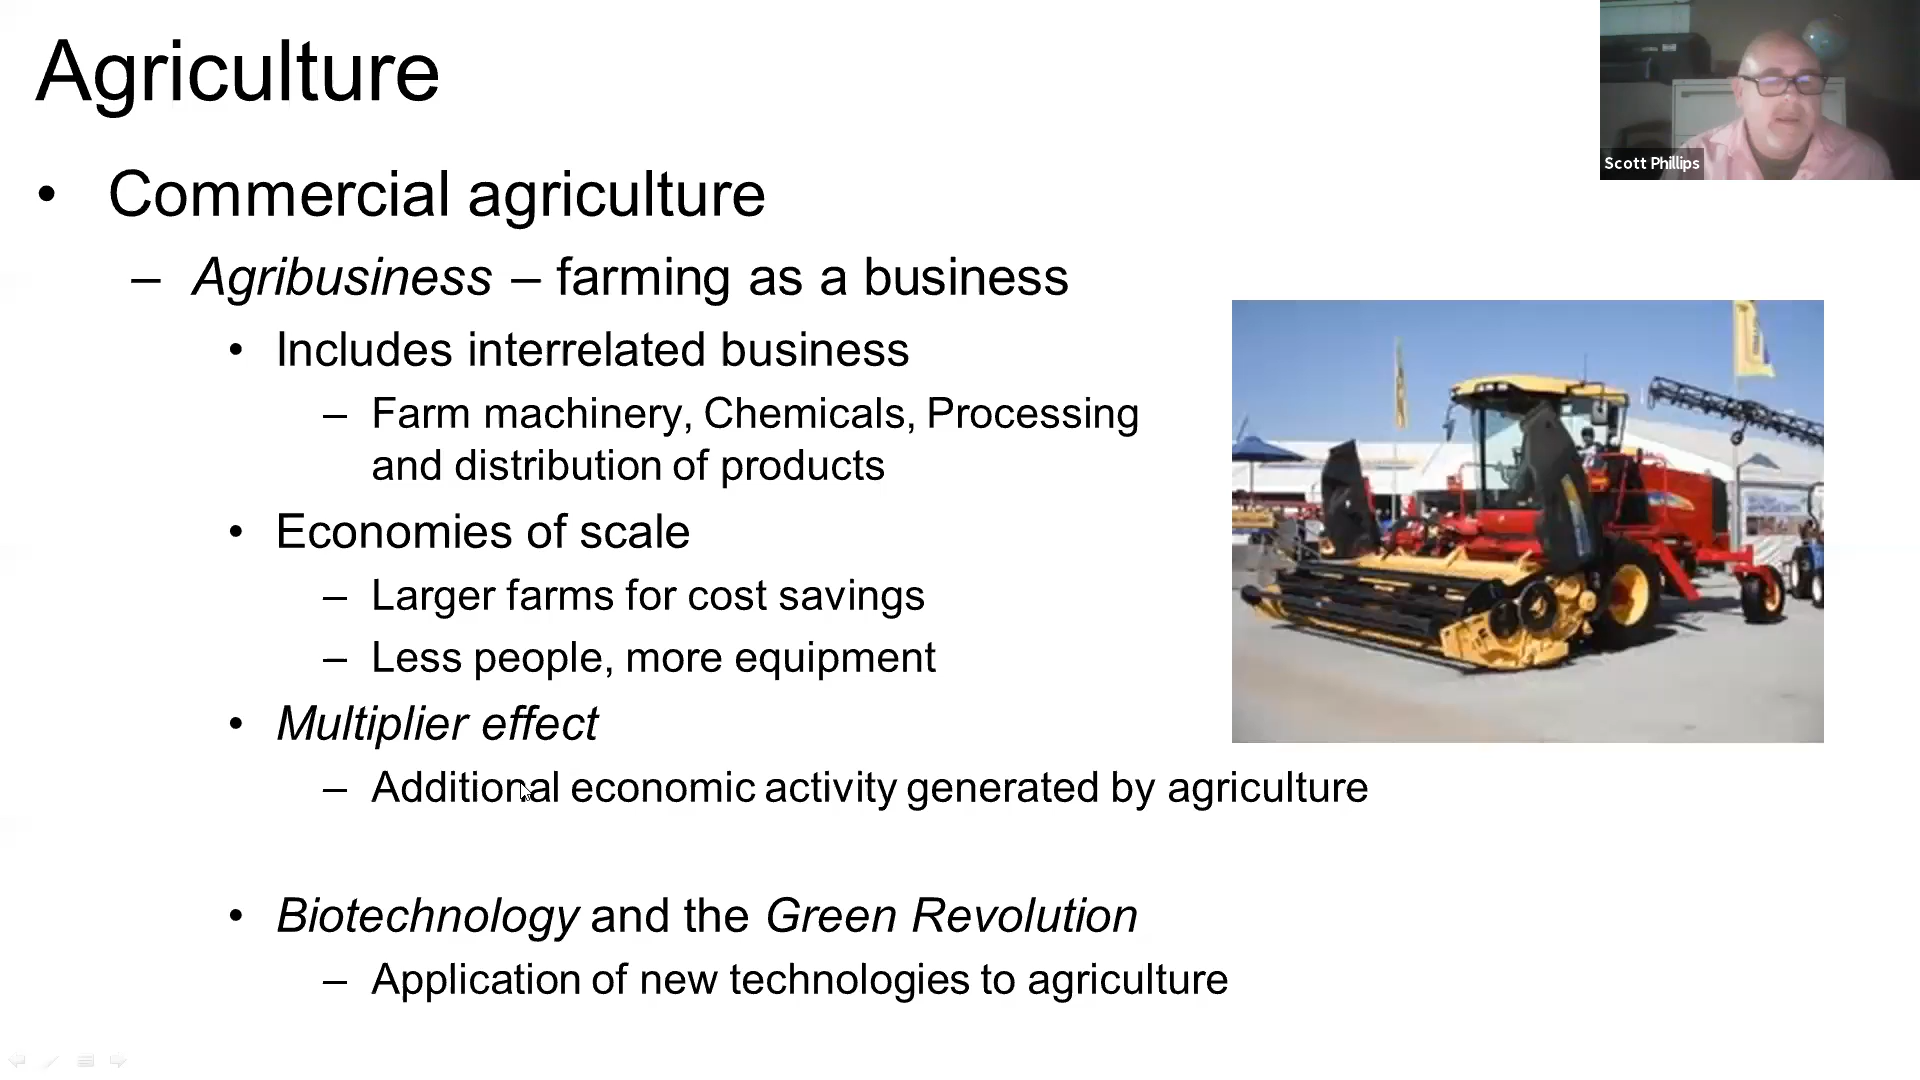 Agriculture
Scott Phillips
• Commercial agriculture
– Agribusiness – farming as a business
• Includes interrelated business
– Farm machinery, Chemicals, Processing
and distribution of products
• Economies of scale
– Larger farms for cost savings
– Less people, more equipment
• Multiplier effect
– Additional economic activity generated by agriculture
• Biotechnology and the Green Revolution
– Application of new technologies to agriculture